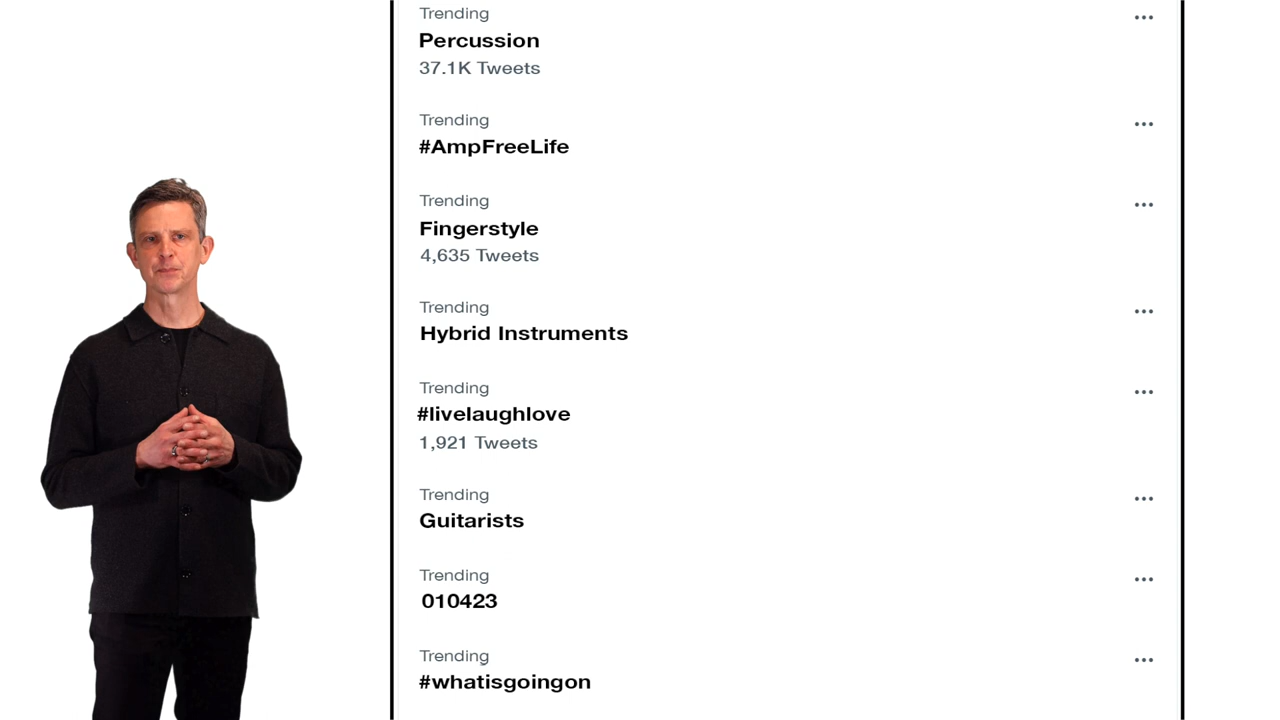 Trending
Percussion
37.1K Tweets
Trending
#AmpFreeLife
Trending
Fingerstyle
4,635 Tweets
Trending
Hybrid Instruments
Trending
#livelaughlove
1,921 Tweets
Trending
Guitarists
Trending
010423
Trending
#whatisgoingon